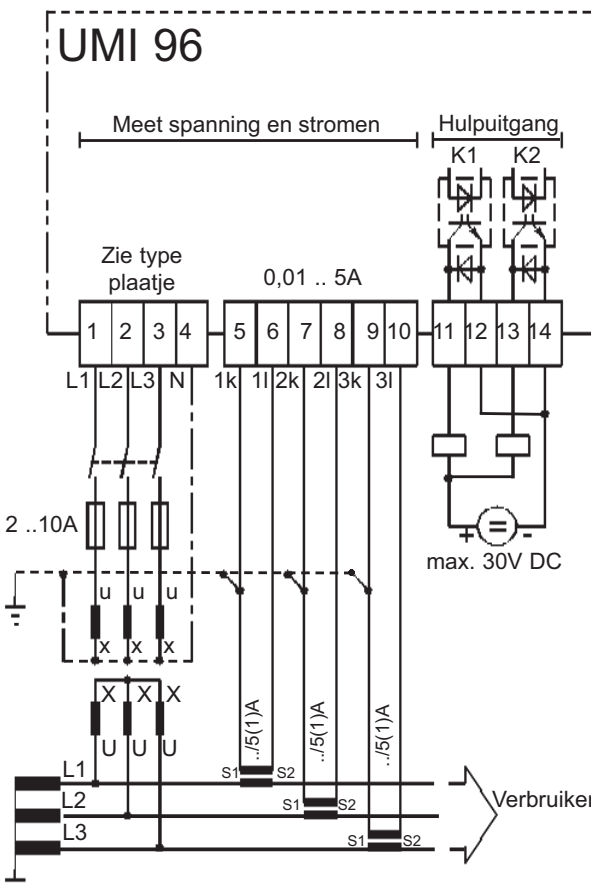 UMI 96
Meet spanning en stromen Hulpuitgang
K1 K2
Zie type
plaatje
0,01 .. 5A
1 2 3 4 5 6 7 8 9 10 11 12 13 14
L1 L2 L3 N 1k 1l 2k 2l 3k 3l
2 ..10A
+ = -
max. 30V DC
u u u
x x x
X X X
U U U
../5(1)A ../5(1)A ../5(1)A
L1 S1 S2
L2 S1 S2
Verbruiker
L3 S1 S2